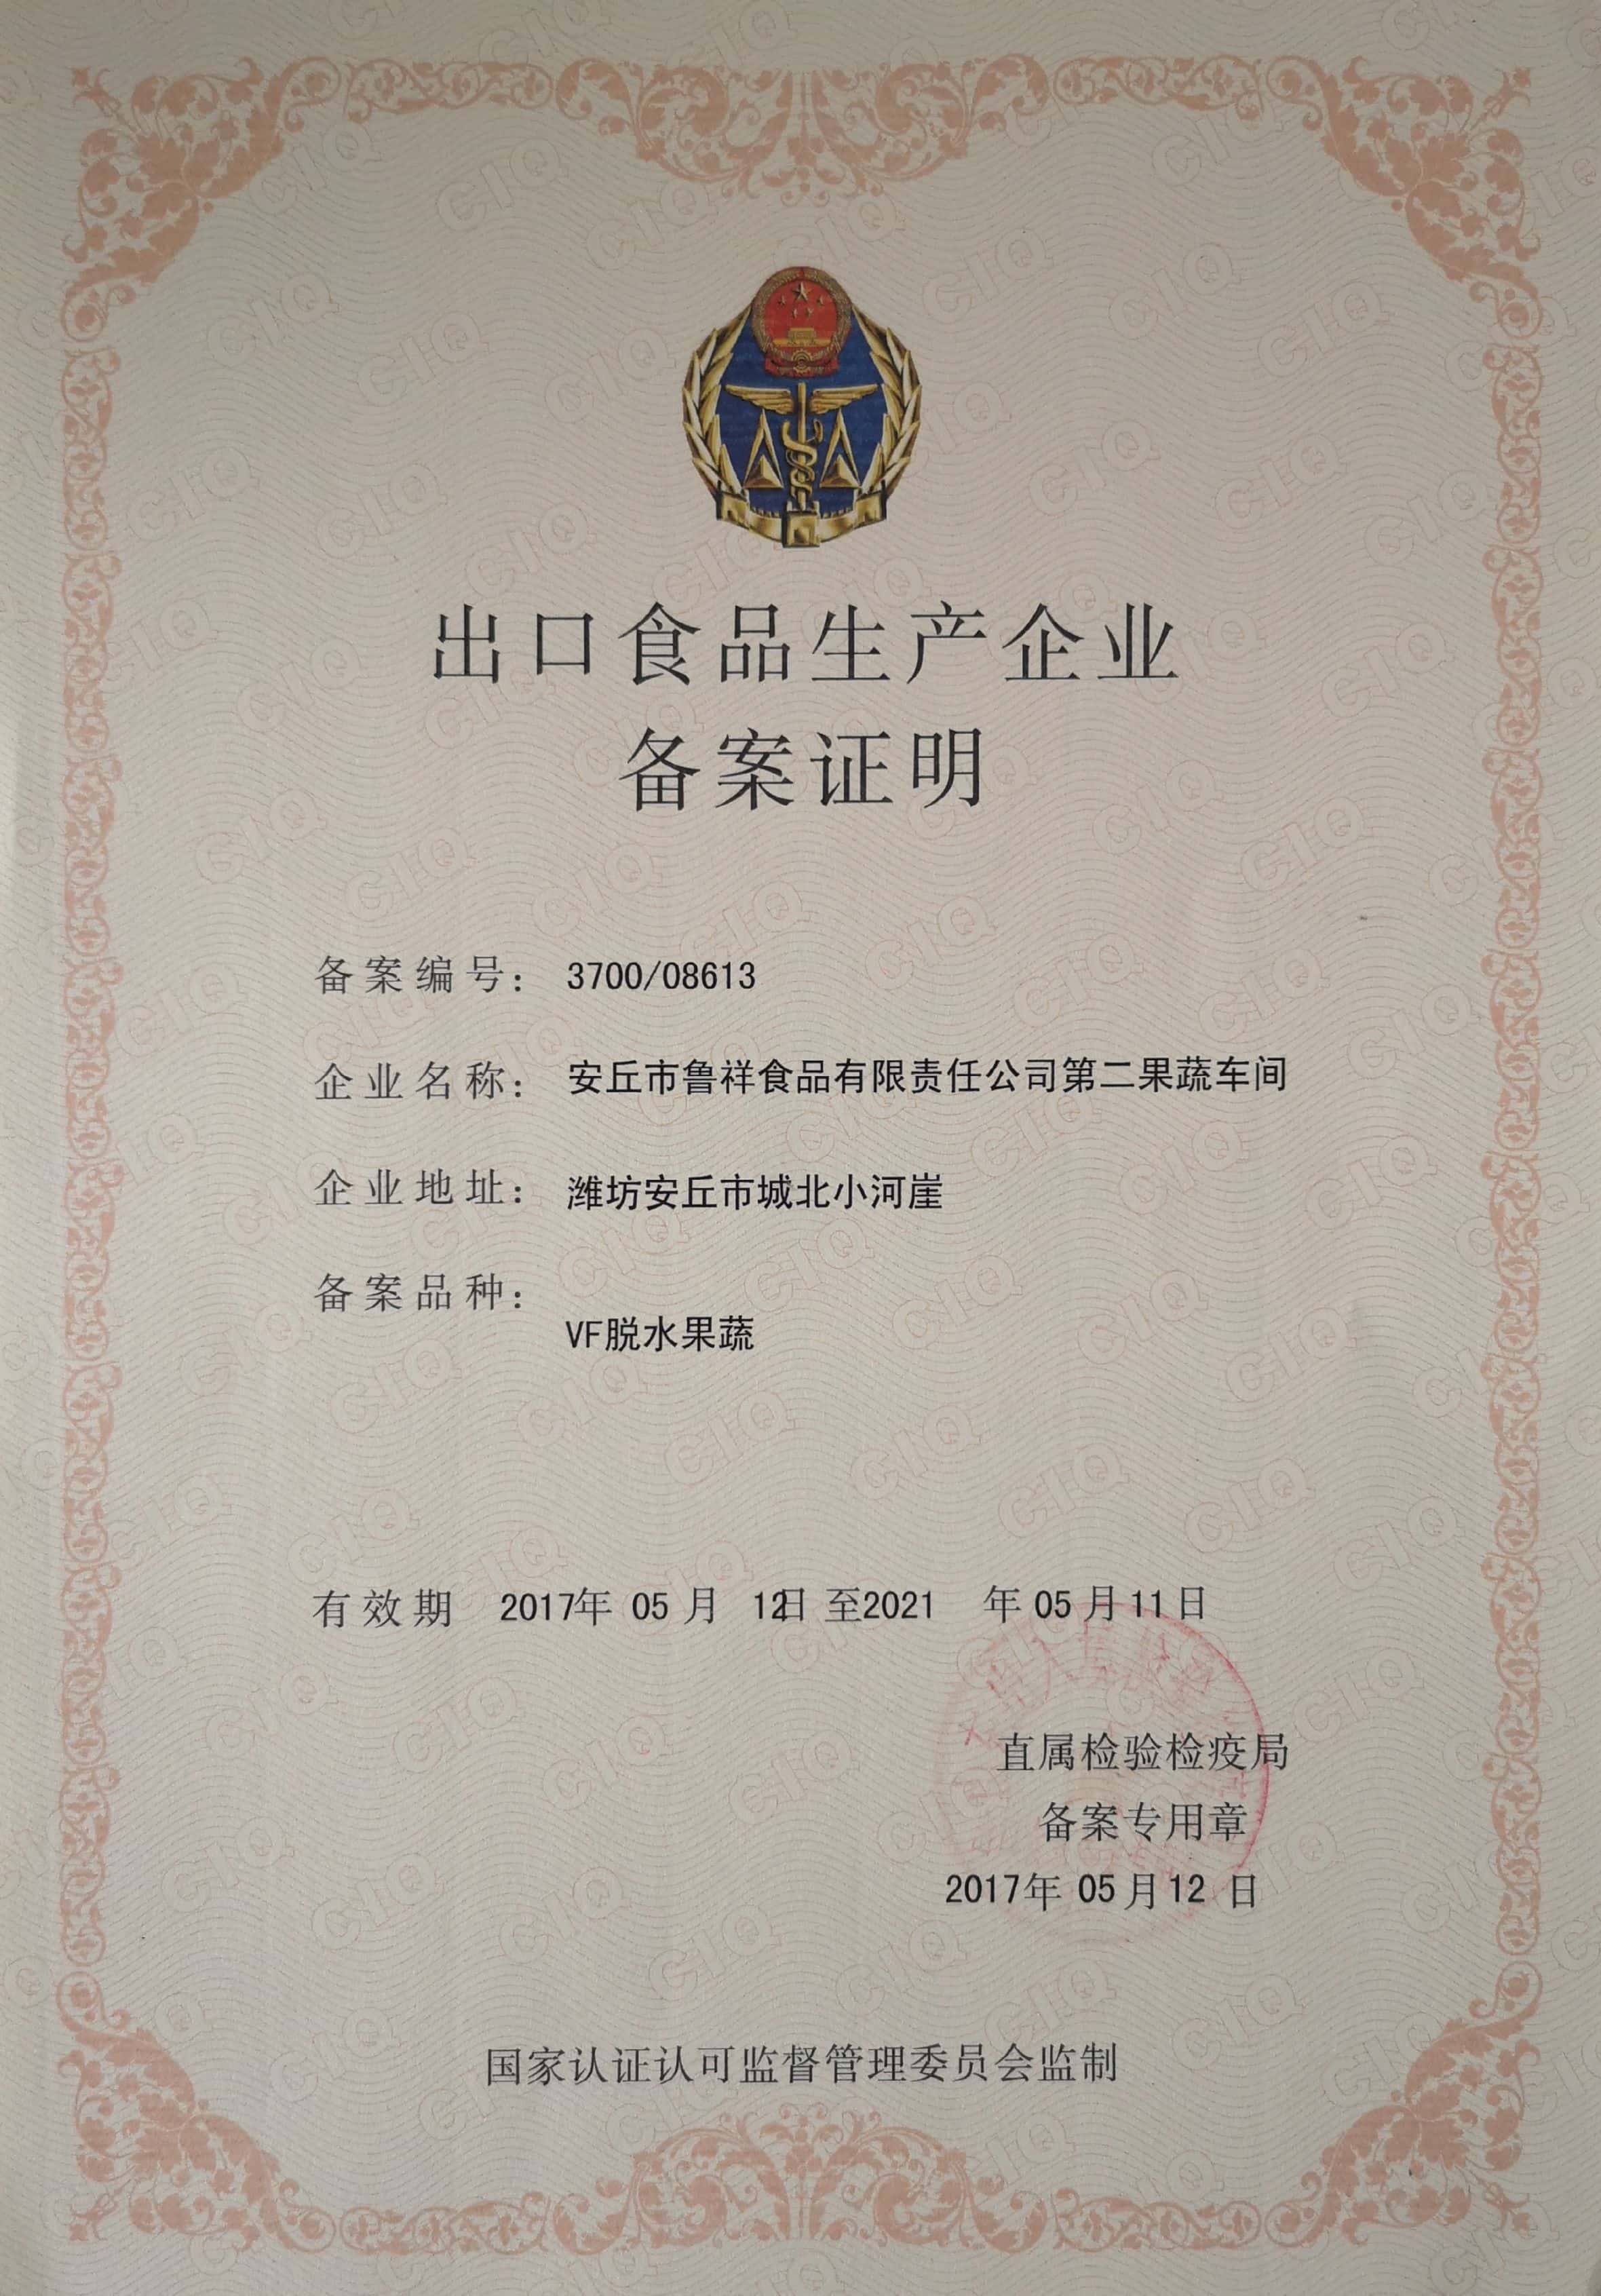 出口食品生产企业
备案证明
备案编号： 3700/08613
企业名称： 安丘市鲁祥食品有限责任公司第二果蔬车间
企业地址： 潍坊安丘市城北小河崖
备案品种：
VF脱水果蔬
有效期 2017年 05 月 12日 至2021 年 05 月 11 日
直属检验检疫局
备案专用章
2017年 05 月 12 日
国家认证认可监督管理委员会监制